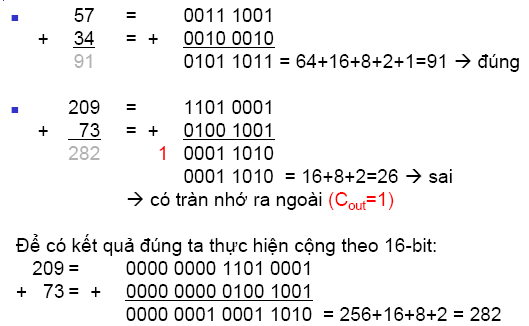 ▪ 57 = 0011 1001
+ 34 = + 0010 0010
91 0101 1011 = 64+16+8+2+1=91 → đúng
▪ 209 = 1101 0001
+ 73 = + 0100 1001
282 1 0001 1010
0001 1010 = 16+8+2=26 → sai
→ có tràn nhớ ra ngoài (Cout=1)
Để có kết quả đúng ta thực hiện cộng theo 16-bit:
209 = 0000 0000 1101 0001
+ 73 = + 0000 0000 0100 1001
0000 0001 0001 1010 = 256+16+8+2 = 282